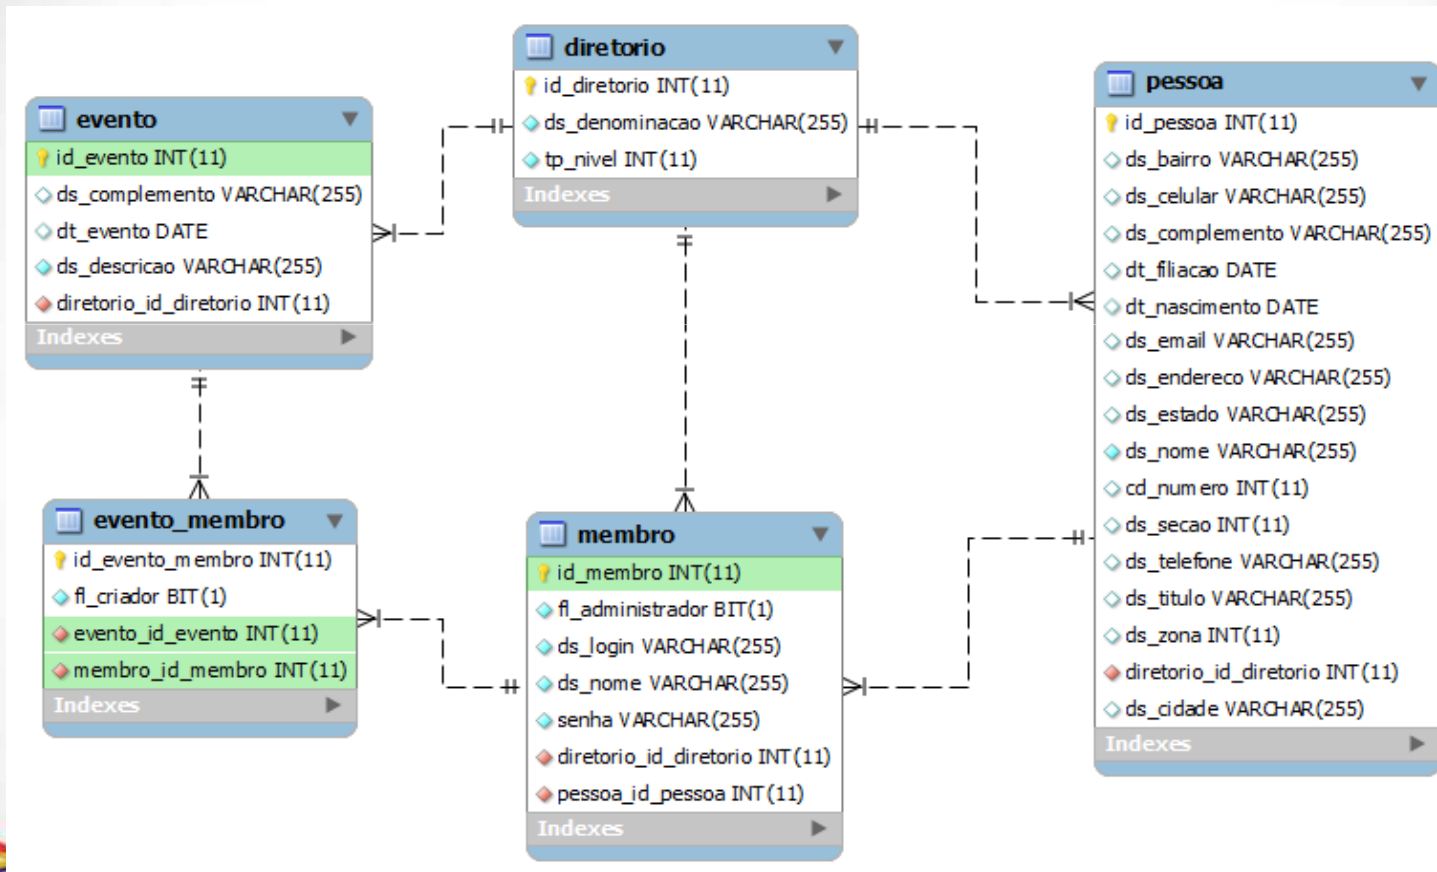 evento
id_evento INT(11)
ds_complemento VARCHAR(255)
dt_evento DATE
ds_descricao VARCHAR(255)
diretorio_id_diretorio INT(11)
Indexes
diretorio
id_diretorio INT(11)
ds_denominacao VARCHAR(255)
tp_nivel INT(11)
Indexes
pessoa
id_pessoa INT(11)
ds_bairro VARCHAR(255)
ds_celular VARCHAR(255)
ds_complemento VARCHAR(255)
dt_filiacao DATE
dt_nascimento DATE
ds_email VARCHAR(255)
ds_endereco VARCHAR(255)
ds_estado VARCHAR(255)
ds_nome VARCHAR(255)
cd_numero INT(11)
ds_secao INT(11)
ds_telefone VARCHAR(255)
ds_titulo VARCHAR(255)
ds_zona INT(11)
diretorio_id_diretorio INT(11)
ds_cidade VARCHAR(255)
Indexes
evento_membro
id_evento_membro INT(11)
fl_criador BIT(1)
evento_id_evento INT(11)
membro_id_membro INT(11)
Indexes
membro
id_membro INT(11)
fl_administrador BIT(1)
ds_login VARCHAR(255)
ds_nome VARCHAR(255)
senha VARCHAR(255)
diretorio_id_diretorio INT(11)
pessoa_id_pessoa INT(11)
Indexes